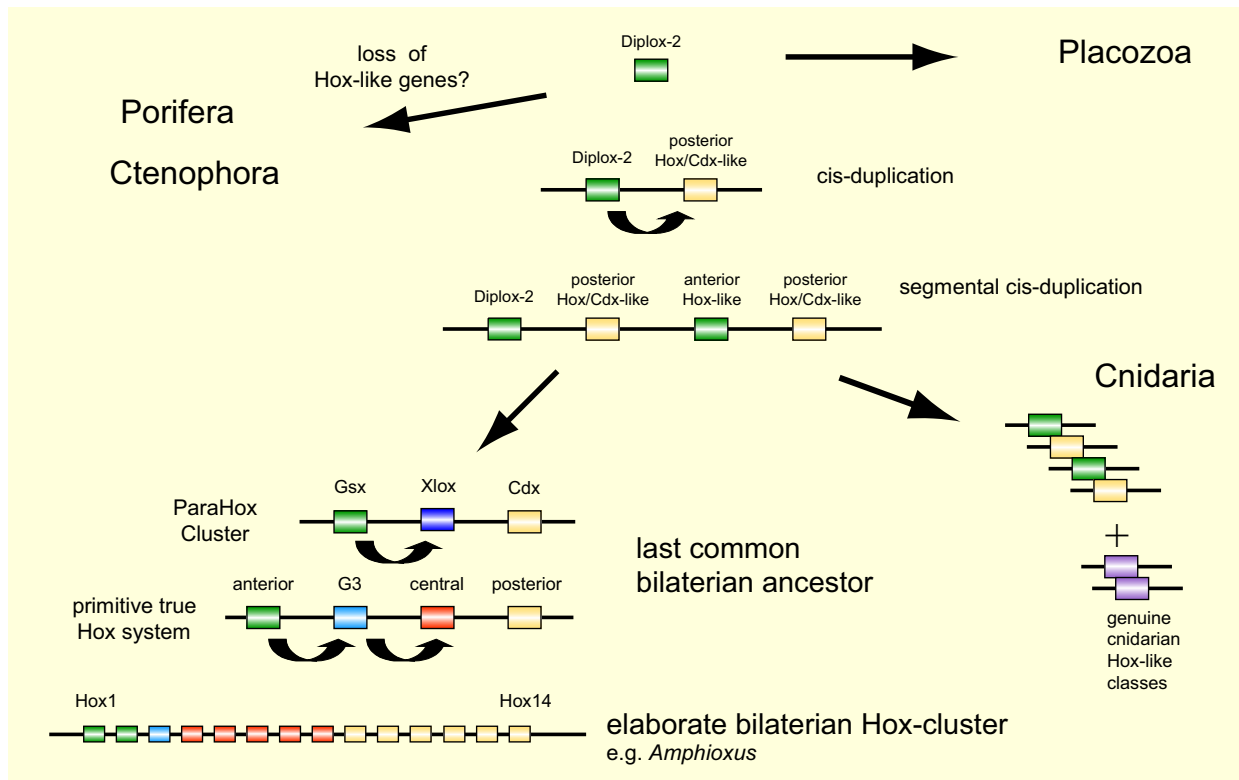 Diplox-2
loss of
Hox-like genes?
Placozoa
Porifera
Ctenophora
Diplox-2
posterior
Hox/Cdx-like
cis-duplication
Diplox-2
posterior
Hox/Cdx-like
anterior
Hox-like
posterior
Hox/Cdx-like
segmental cis-duplication
Cnidaria
ParaHox
Cluster
Gsx
Xlox
Cdx
last common
bilaterian ancestor
+
primitive true
Hox system
anterior
G3
central
posterior
genuine
cnidarian
Hox-like
classes
Hox1
Hox14
elaborate bilaterian Hox-cluster
e.g. Amphioxus